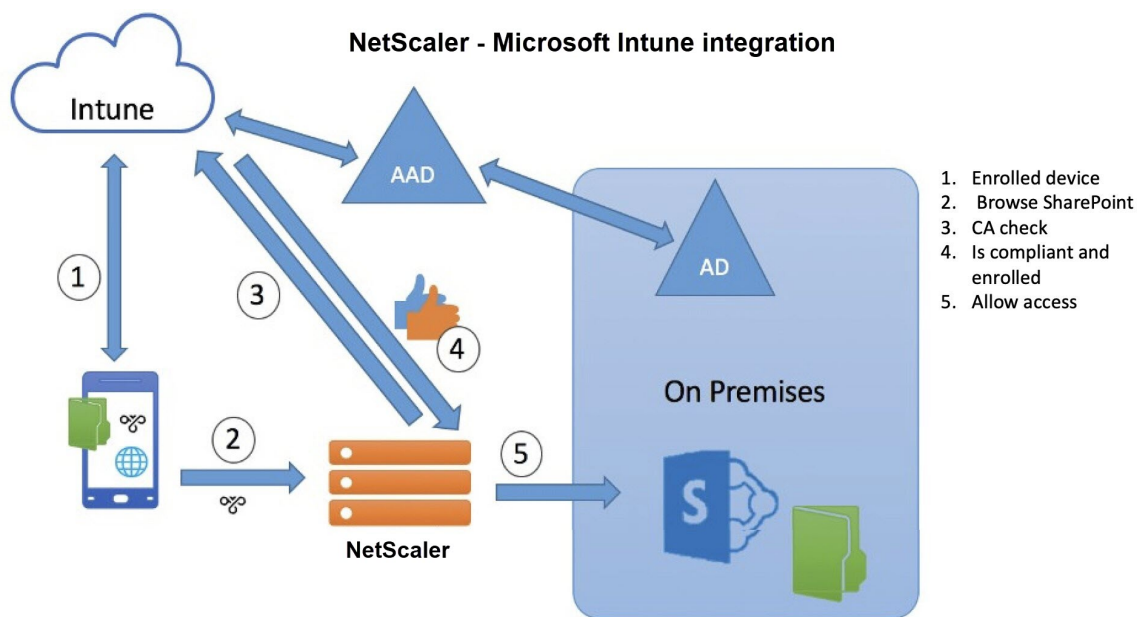 NetScaler - Microsoft Intune integration
Intune
AAD
AD
1
3
4
2
5
On Premises
S
NetScaler
1. Enrolled device
2. Browse SharePoint
3. CA check
4. Is compliant and
enrolled
5. Allow access